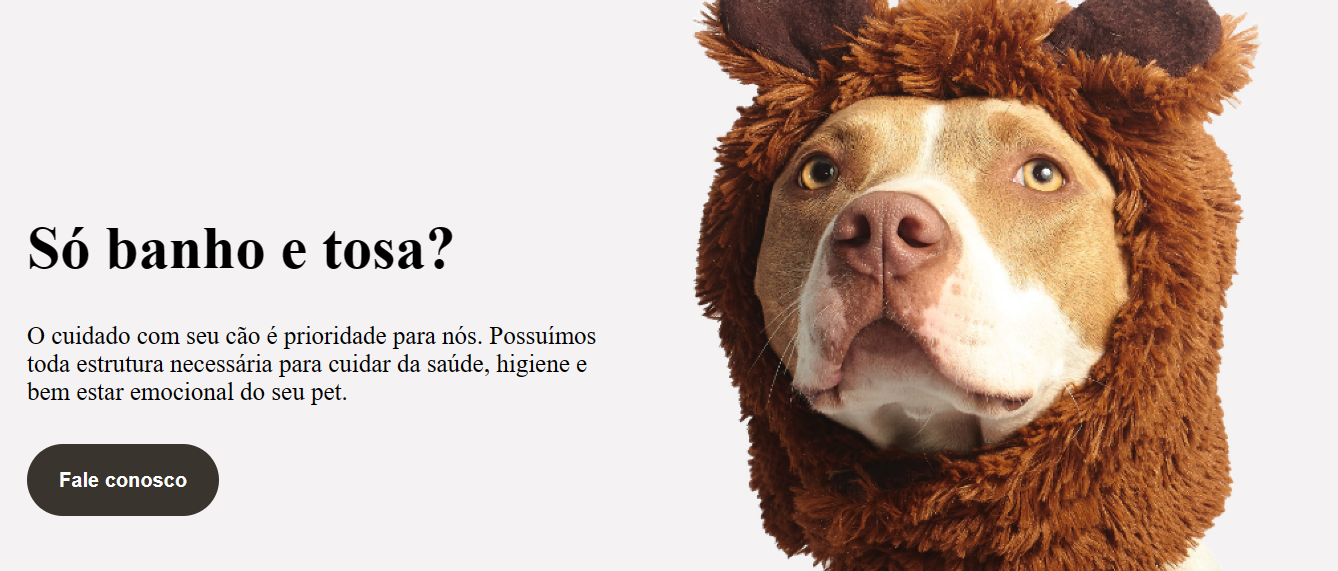 Só banho e tosa?
O cuidado com seu cão é prioridade para nós. Possuímos
toda estrutura necessária para cuidar da saúde, higiene e
bem estar emocional do seu pet.
Fale conosco